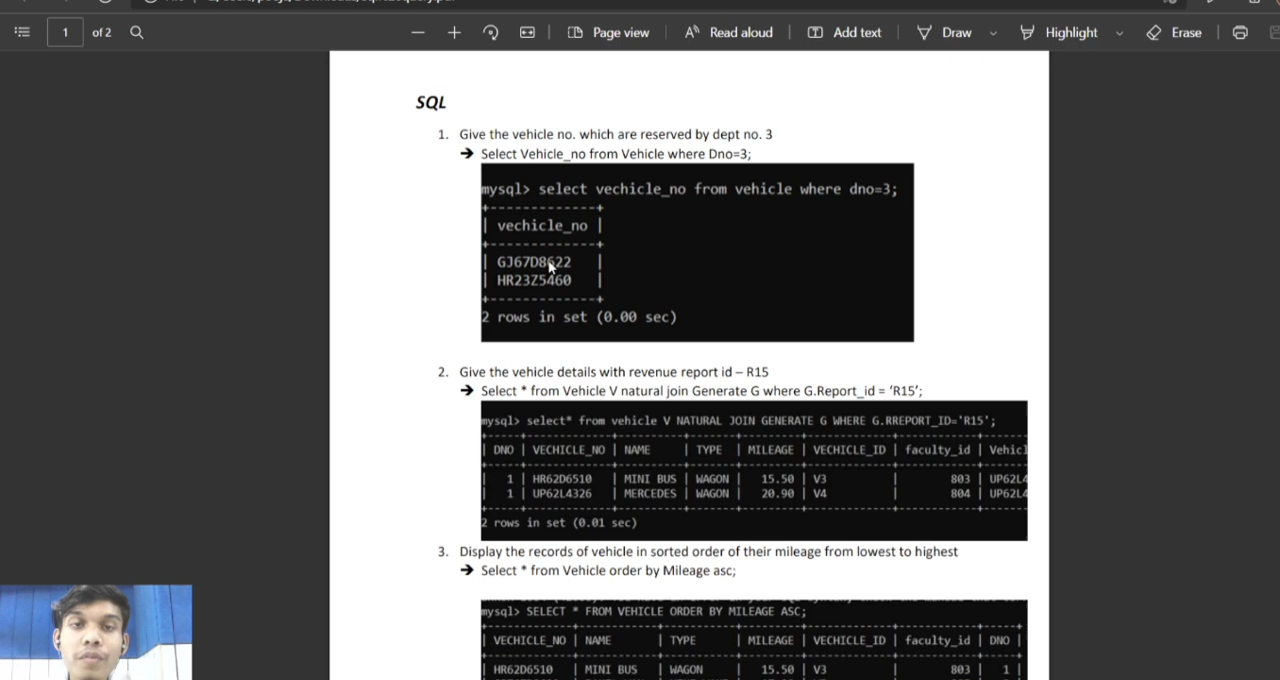 1 of 2
Page view
Read aloud
Add text
Draw
Highlight
Erase
SQL
1. Give the vehicle no. which are reserved by dept no. 3
➔ Select Vehicle_no from Vehicle where Dno=3;
mysql> select vechicle_no from vehicle where dno=3;
+--------------+
| vechicle_no |
+--------------+
| GJ67D8622 |
| HR23Z5460 |
+--------------+
2 rows in set (0.00 sec)
2. Give the vehicle details with revenue report id – R15
➔ Select * from Vehicle V natural join Generate G where G.Report_id = ‘R15’;
mysql> select* from vehicle V NATURAL JOIN GENERATE G WHERE G.RREPORT_ID='R15';
| DNO | VECHICLE_NO | NAME | TYPE | MILEAGE | VECHICLE_ID | faculty_id | Vehicl
| 1 | HR62D6510 | MINI BUS | WAGON | 15.50 | V3 | 803 | UP62L4
| 1 | UP62L4326 | MERCEDES | WAGON | 20.90 | V4 | 804 | UP62L4
2 rows in set (0.01 sec)
3. Display the records of vehicle in sorted order of their mileage from lowest to highest
➔ Select * from Vehicle order by Mileage asc;
mysql> SELECT * FROM VEHICLE ORDER BY MILEAGE ASC;
| VECHICLE_NO | NAME | TYPE | MILEAGE | VECHICLE_ID | faculty_id | DNO |
| HR62D6510 | MINI BUS | WAGON | 15.50 | V3 | 803 | 1 |